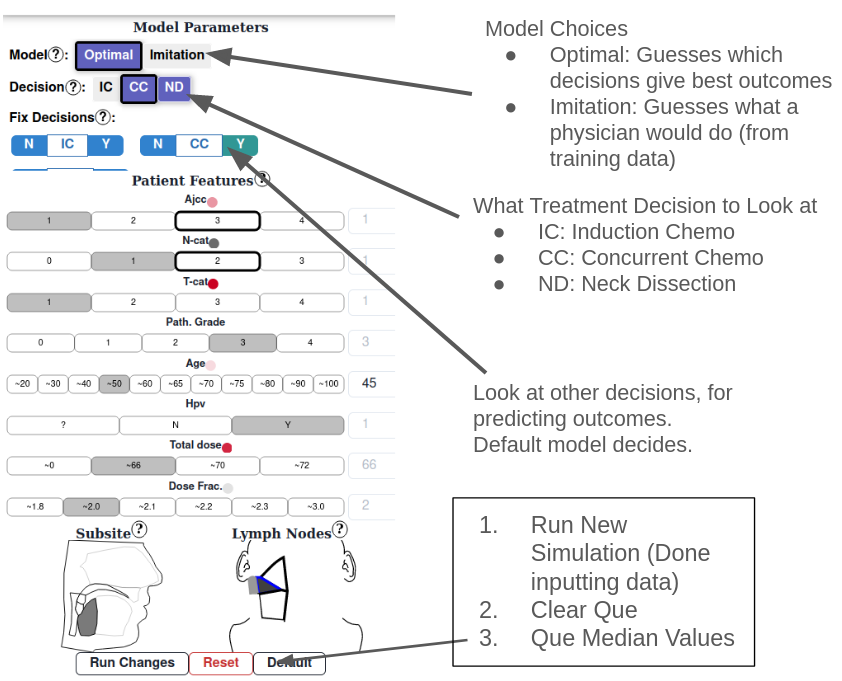 Model Parameters
Model?: Optimal Imitation
Decision?: IC CC ND
Fix Decisions?:
N IC Y N CC Y
Patient Features?
Ajcc
1 2 3 4 1
N-cat
0 1 2 3 1
T-cat
1 2 3 4 1
Path. Grade
0 1 2 3 4 3
Age
~20 ~30 ~40 ~50 ~60 ~65 ~70 ~75 ~80 ~90 ~100 45
Hpv
? N Y 1
Total dose
~0 ~66 ~70 ~72 66
Dose Frac.
~1.8 ~2.0 ~2.1 ~2.2 ~2.3 ~3.0 2
Subsite? Lymph Nodes?
Run Changes Reset Default
Model Choices
● Optimal: Guesses which
decisions give best outcomes
● Imitation: Guesses what a
physician would do (from
training data)
What Treatment Decision to Look at
● IC: Induction Chemo
● CC: Concurrent Chemo
● ND: Neck Dissection
Look at other decisions, for
predicting outcomes.
Default model decides.
1. Run New
Simulation (Done
inputting data)
2. Clear Que
3. Que Median Values